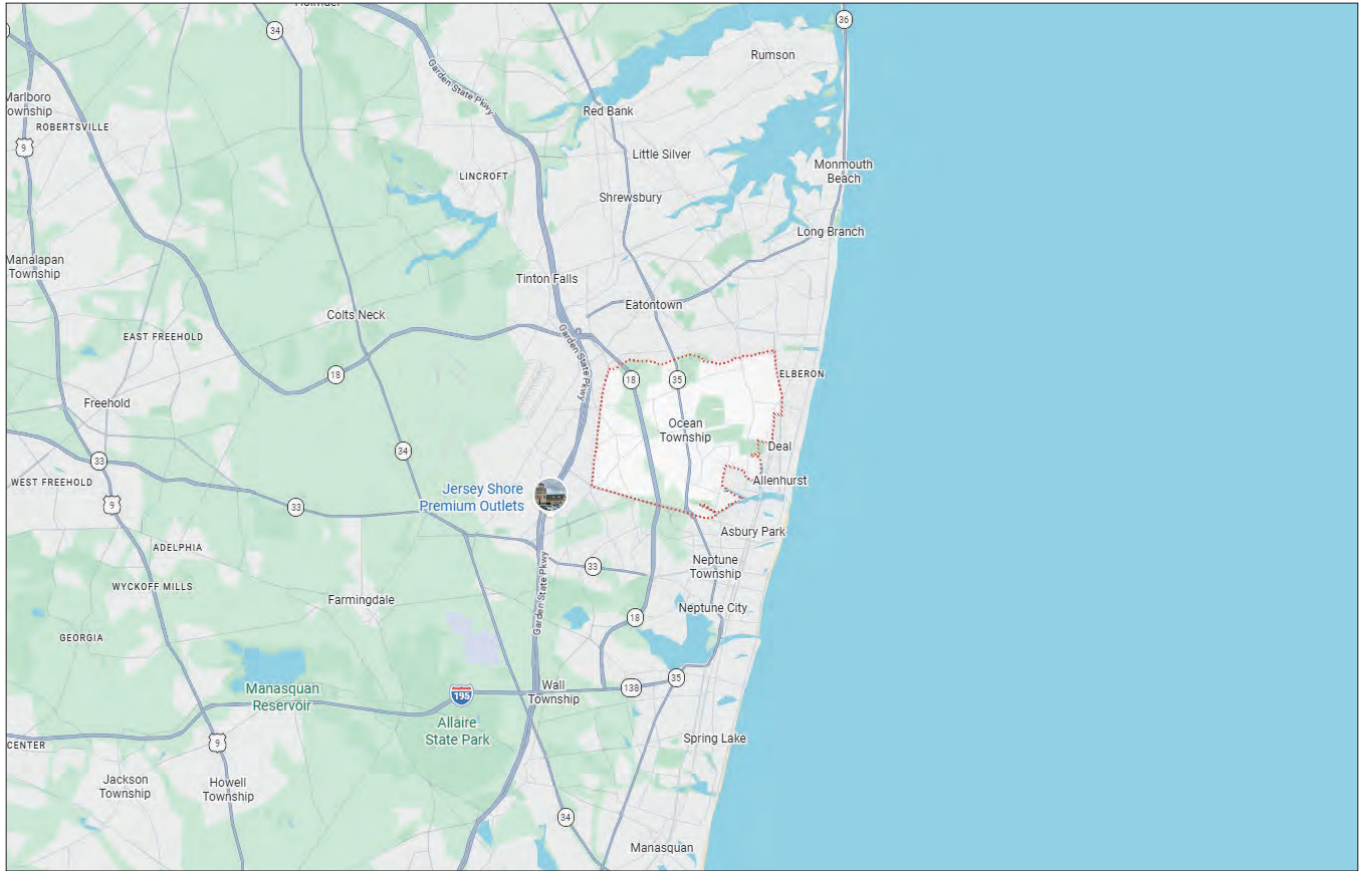 34
36
Rumson
Garden State Pkwy
Red Bank
Marlboro
ownship
ROBERTSVILLE
9
Little Silver
LINCROFT
Monmouth
Beach
Shrewsbury
Long Branch
Manalapan
Township
Tinton Falls
Eatontown
Colts Neck
EAST FREEHOLD
Garden State Pkwy
18
18
35
ELBERON
Freehold
Ocean
Township
34
Deal
33
WEST FREEHOLD
Jersey Shore
Premium Outlets
Allenhurst
9
33
Asbury Park
ADELPHIA
Neptune
Township
33
WYCKOFF MILLS
Farmingdale
Garden State Pkwy
Neptune City
18
GEORGIA
35
Manasquan
Reservoir
195
Wall
Township
138
Allaire
State Park
Spring Lake
CENTER
9
Jackson
Township
Howell
Township
34
Manasquan